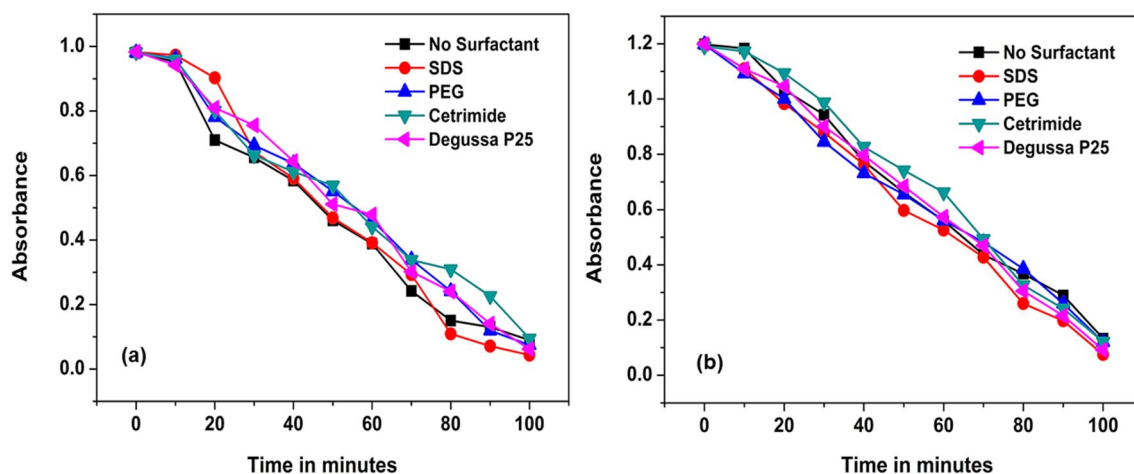 1.0
0.8
0.6
0.4
0.2
0.0
Absorbance
No Surfactant
SDS
PEG
Cetrimide
Degussa P25
(a)
0 20 40 60 80 100
Time in minutes
1.2
1.0
0.8
0.6
0.4
0.2
0.0
Absorbance
No Surfactant
SDS
PEG
Cetrimide
Degussa P25
(b)
0 20 40 60 80 100
Time in minutes